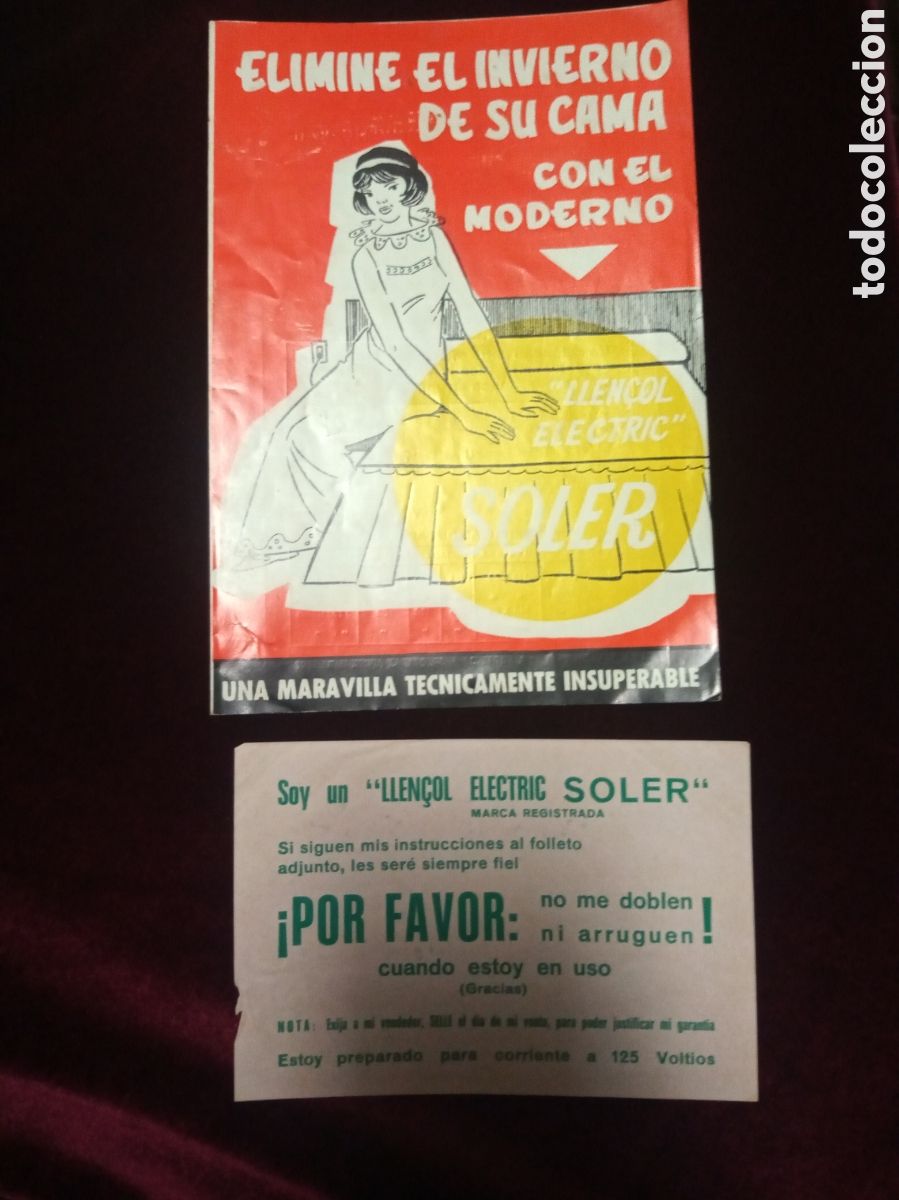 ELIMINE EL INVIERNO
DE SU CAMA
CON EL
MODERNO
"LLENÇOL
ELECTRIC"
SOLER
UNA MARAVILLA TECNICAMENTE INSUPERABLE
Soy un "LLENÇOL ELECTRIC SOLER"
MARCA REGISTRADA
Si siguen mis instrucciones al folleto
adjunto, les seré siempre fiel
¡POR FAVOR: no me doblen
ni arruguen!
cuando estoy en uso
(Gracias)
NOTA: Exija a mi vendedor, SELLE el día de mi venta, para poder justificar mi garantía
Estoy preparado para corriente a 125 Voltios
todocoleccion